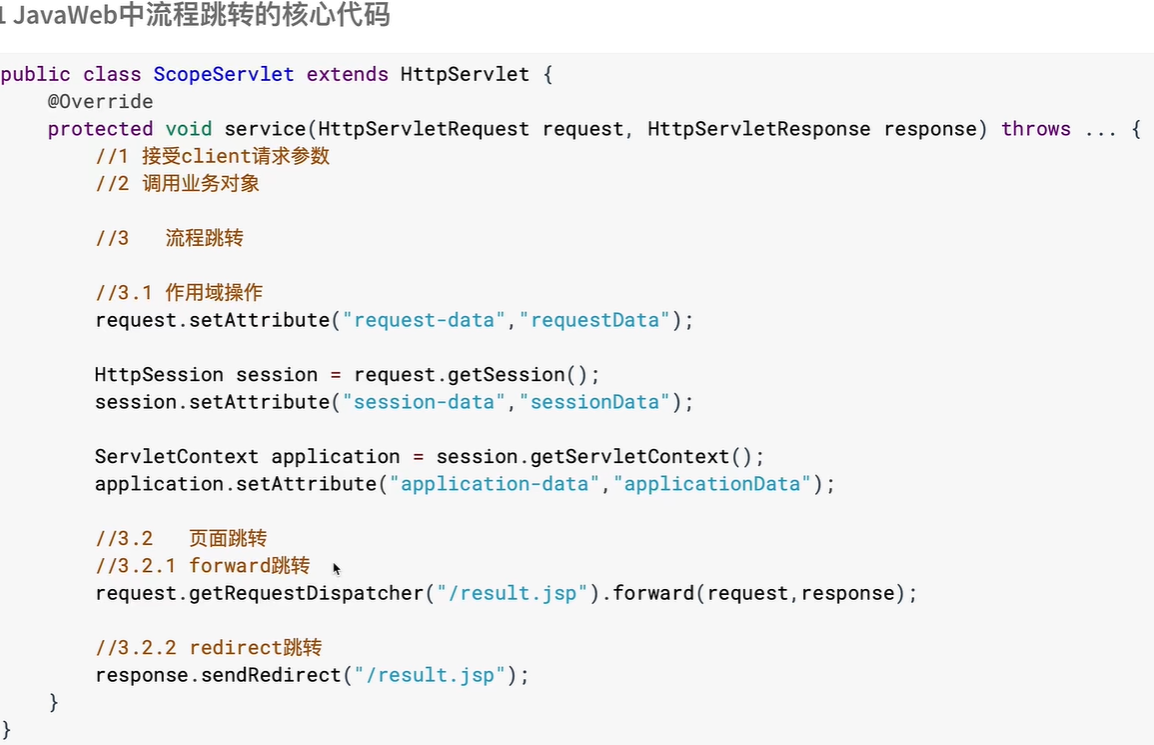 1 JavaWeb中流程跳转的核心代码
public class ScopeServlet extends HttpServlet {
@Override
protected void service(HttpServletRequest request, HttpServletResponse response) throws ... {
//1 接受client请求参数
//2 调用业务对象
//3   流程跳转
//3.1 作用域操作
request.setAttribute("request-data","requestData");
HttpSession session = request.getSession();
session.setAttribute("session-data","sessionData");
ServletContext application = session.getServletContext();
application.setAttribute("application-data","applicationData");
//3.2   页面跳转
//3.2.1 forward跳转
request.getRequestDispatcher("/result.jsp").forward(request,response);
//3.2.2 redirect跳转
response.sendRedirect("/result.jsp");
}
}